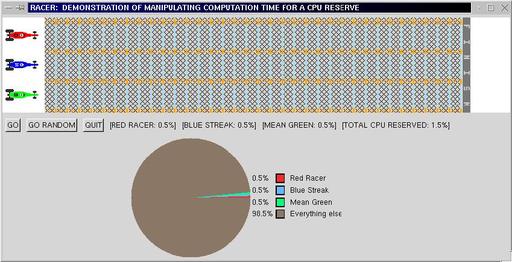 RACER: DEMONSTRATION OF MANIPULATING COMPUTATION TIME FOR A CPU RESERVE
GO GO RANDOM QUIT [RED RACER: 0.5%] [BLUE STREAK: 0.5%] [MEAN GREEN: 0.5%] [TOTAL CPU RESERVED: 1.5%]
0.5% Red Racer
0.5% Blue Streak
0.5% Mean Green
98.5% Everything else